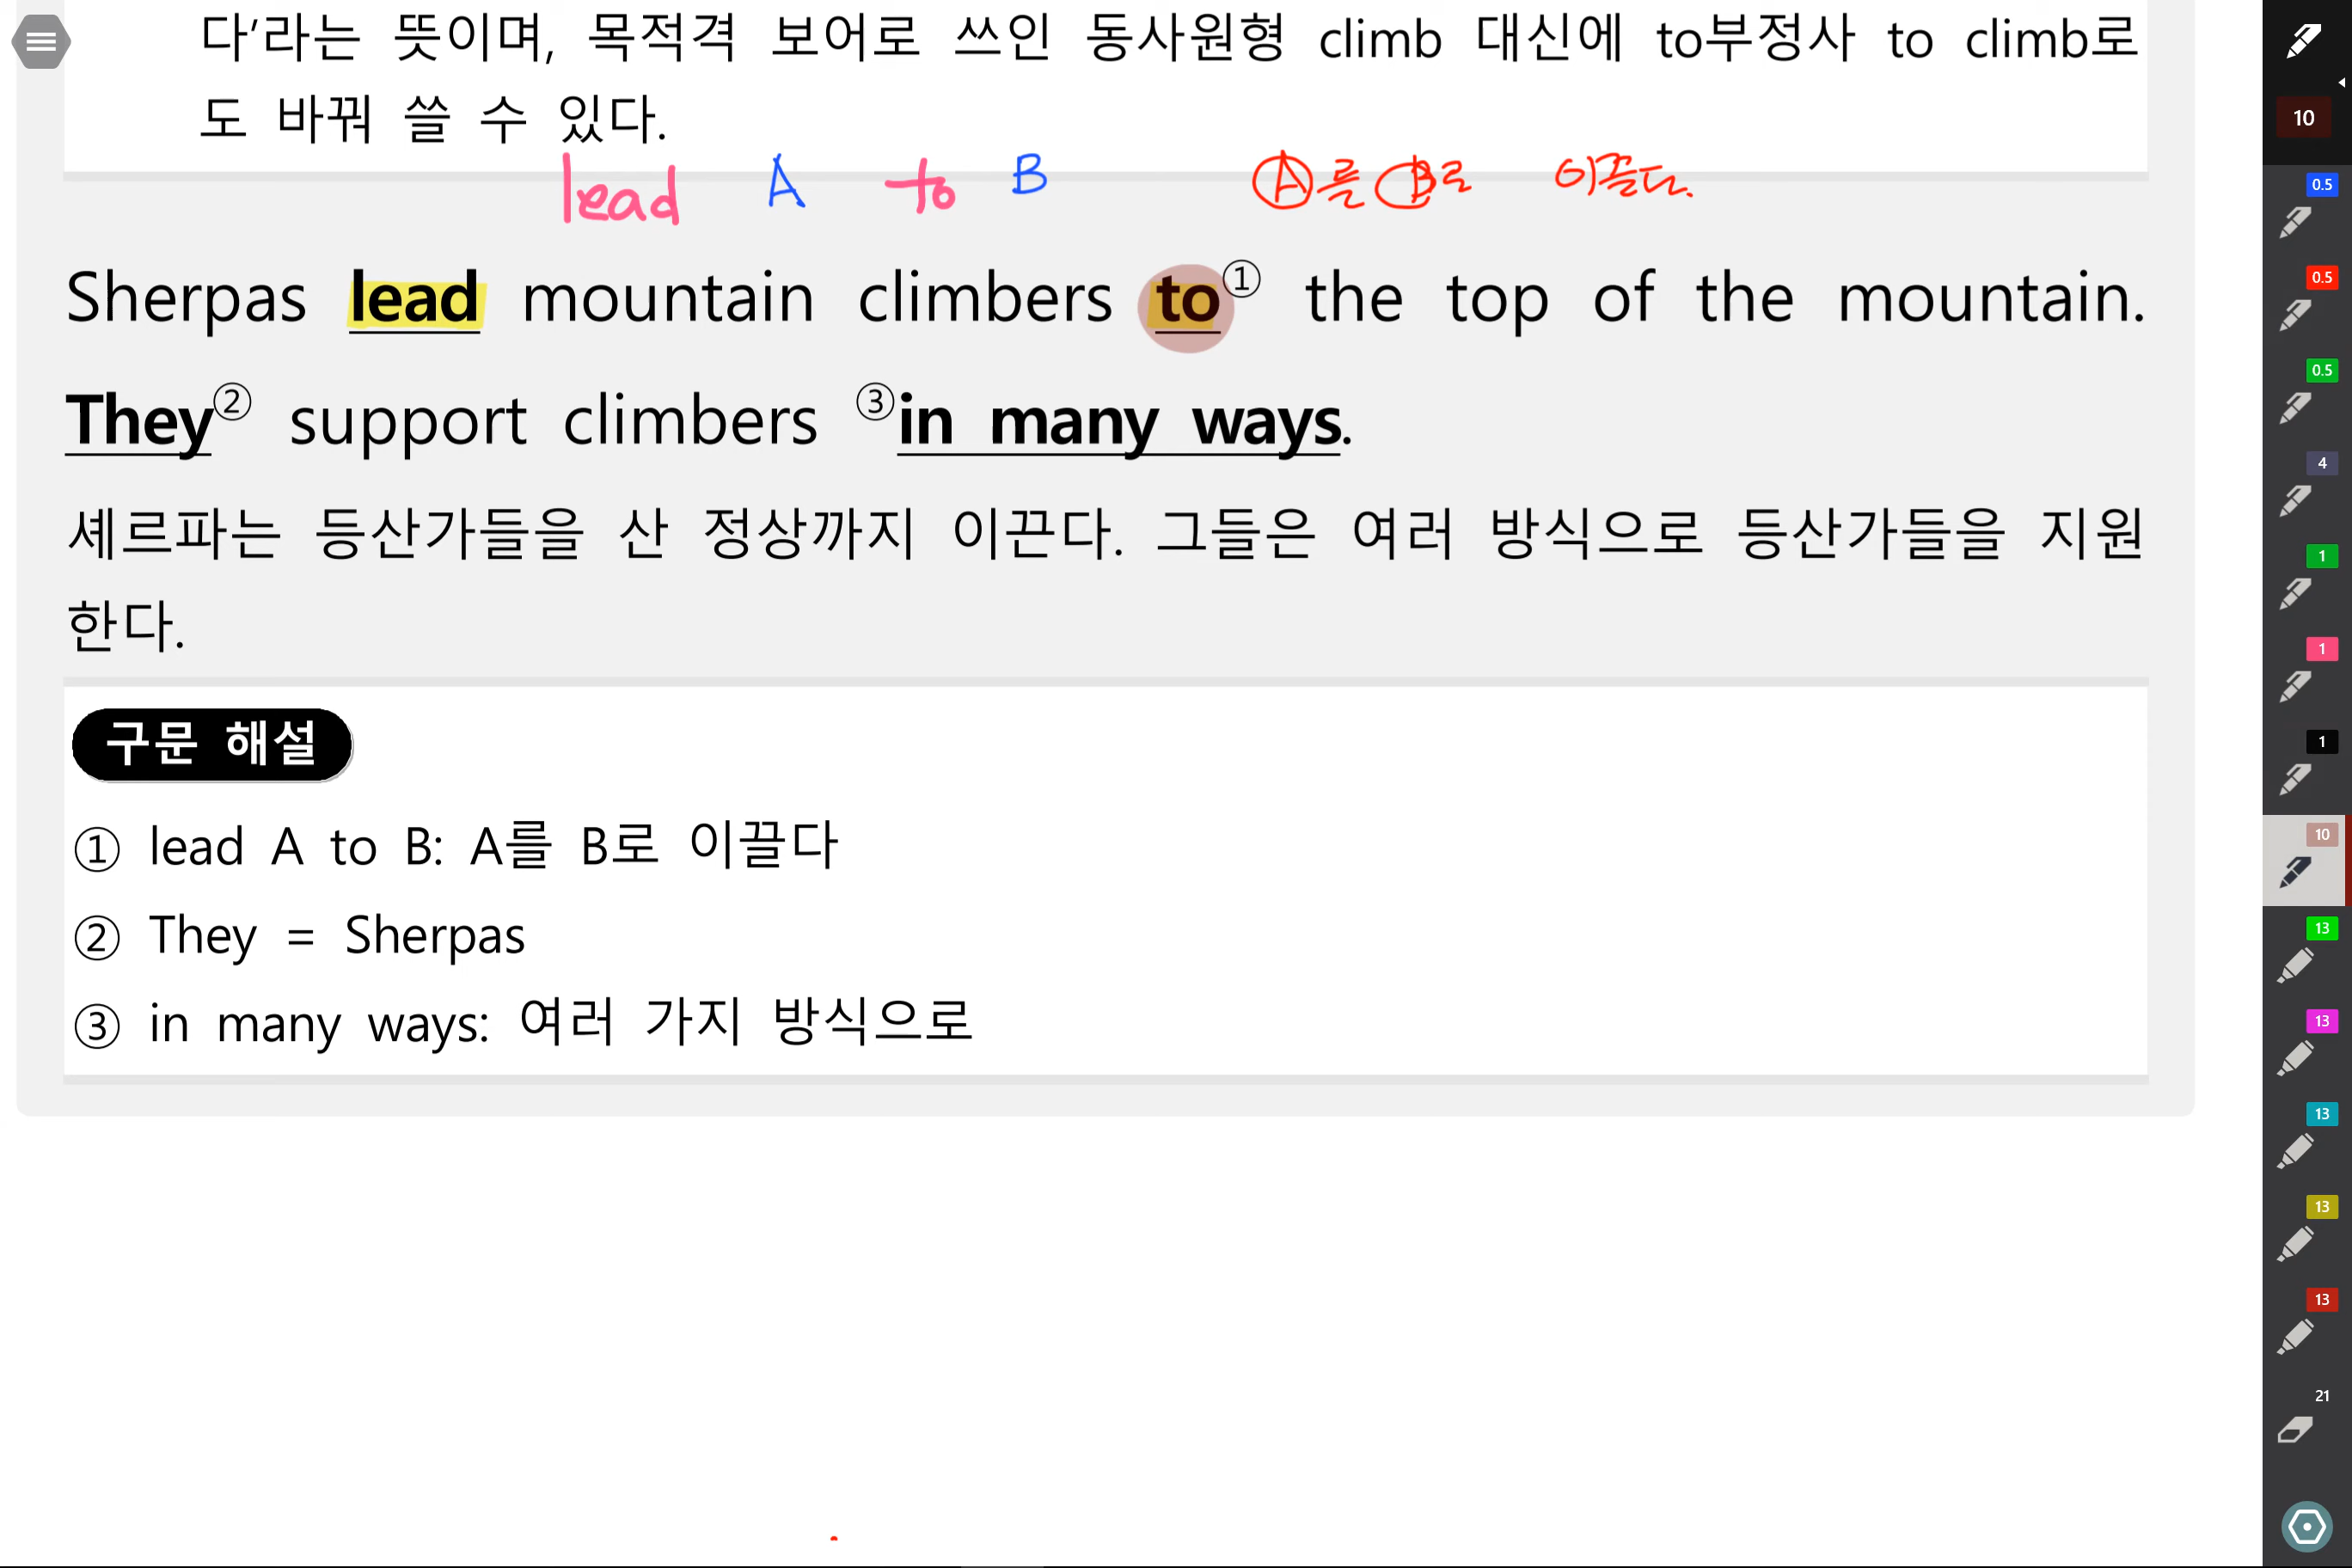 다'라는 뜻이며, 목적격 보어로 쓰인 동사원형 climb 대신에 to부정사 to climb로
도 바꿔 쓸 수 있다.
lead A to B Ⓐ를 Ⓑ로 이끌다.
Sherpas lead mountain climbers to① the top of the mountain.
They② support climbers ③in many ways.
셰르파는 등산가들을 산 정상까지 이끈다. 그들은 여러 방식으로 등산가들을 지원
한다.
구문 해설
① lead A to B: A를 B로 이끌다
② They = Sherpas
③ in many ways: 여러 가지 방식으로
10
0.5
0.5
0.5
4
1
1
1
10
13
13
13
13
13
21